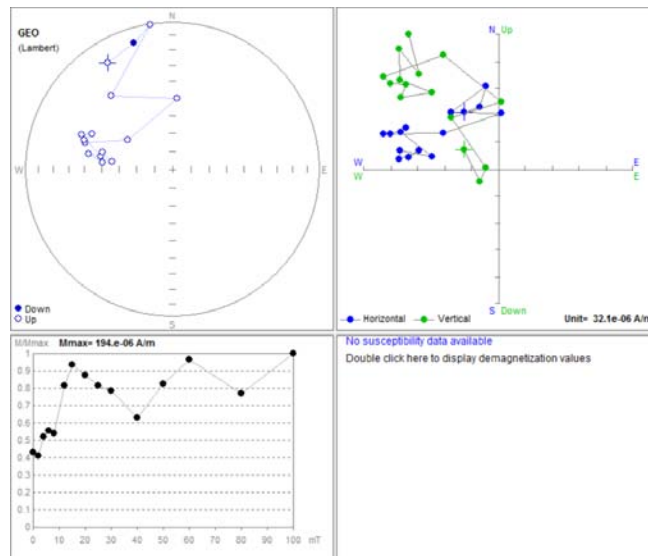 GEO
(Lambert)
N
W
E
S
Down
Up
N Up
W
W
E
E
S Down
Horizontal
Vertical
Unit= 32.1e-06 A/m
M/Mmax
Mmax= 194.e-06 A/m
1
0.9
0.8
0.7
0.6
0.5
0.4
0.3
0.2
0.1
0
0 10 20 30 40 50 60 70 80 90 100 mT
No susceptibility data available
Double click here to display demagnetization values